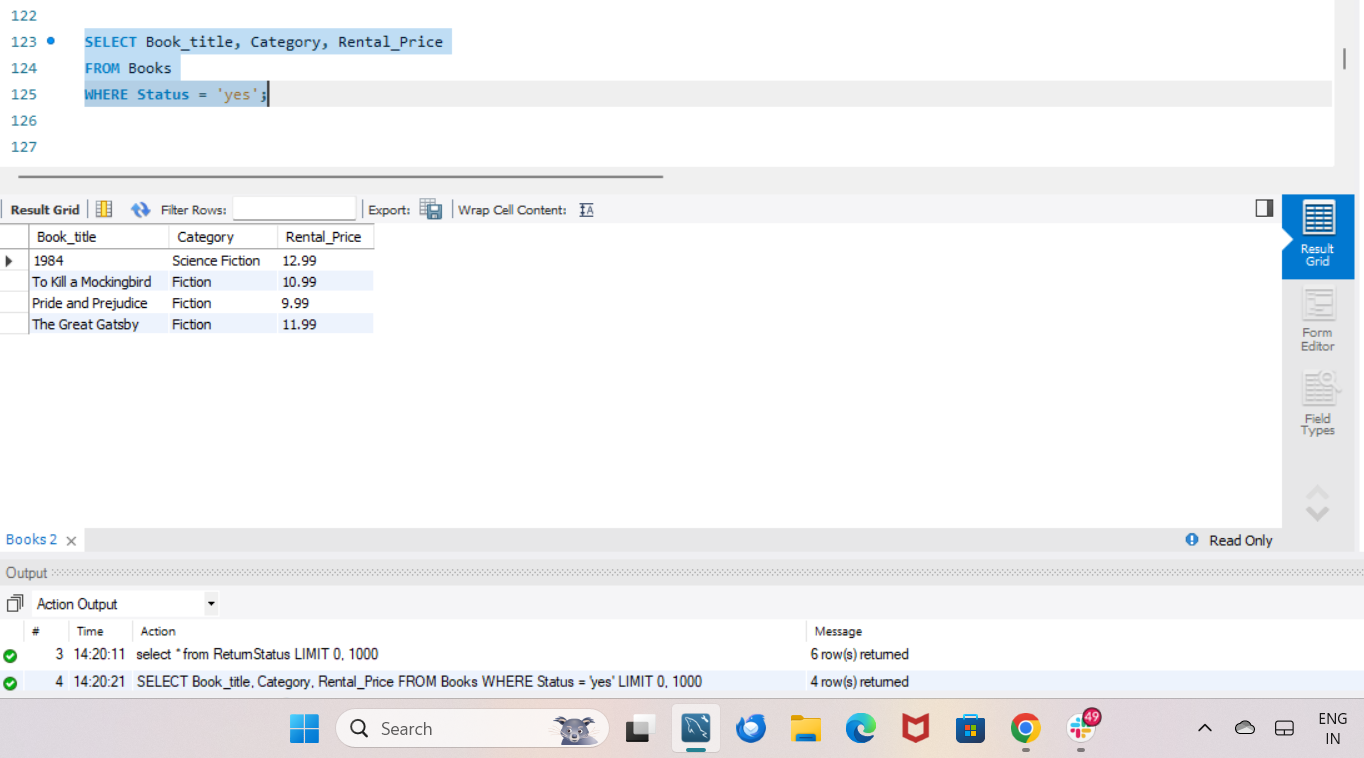 122
123 SELECT Book_title, Category, Rental_Price
124 FROM Books
125 WHERE Status = 'yes';
126
127
Result Grid Filter Rows: Export: Wrap Cell Content:
Book_title Category Rental_Price
1984 Science Fiction 12.99
To Kill a Mockingbird Fiction 10.99
Pride and Prejudice Fiction 9.99
The Great Gatsby Fiction 11.99
Result
Grid
Form
Editor
Field
Types
Books 2 Read Only
Output
Action Output
# Time Action Message
3 14:20:11 select * from ReturnStatus LIMIT 0, 1000 6 row(s) returned
4 14:20:21 SELECT Book_title, Category, Rental_Price FROM Books WHERE Status = 'yes' LIMIT 0, 1000 4 row(s) returned
Search
49
ENG
IN